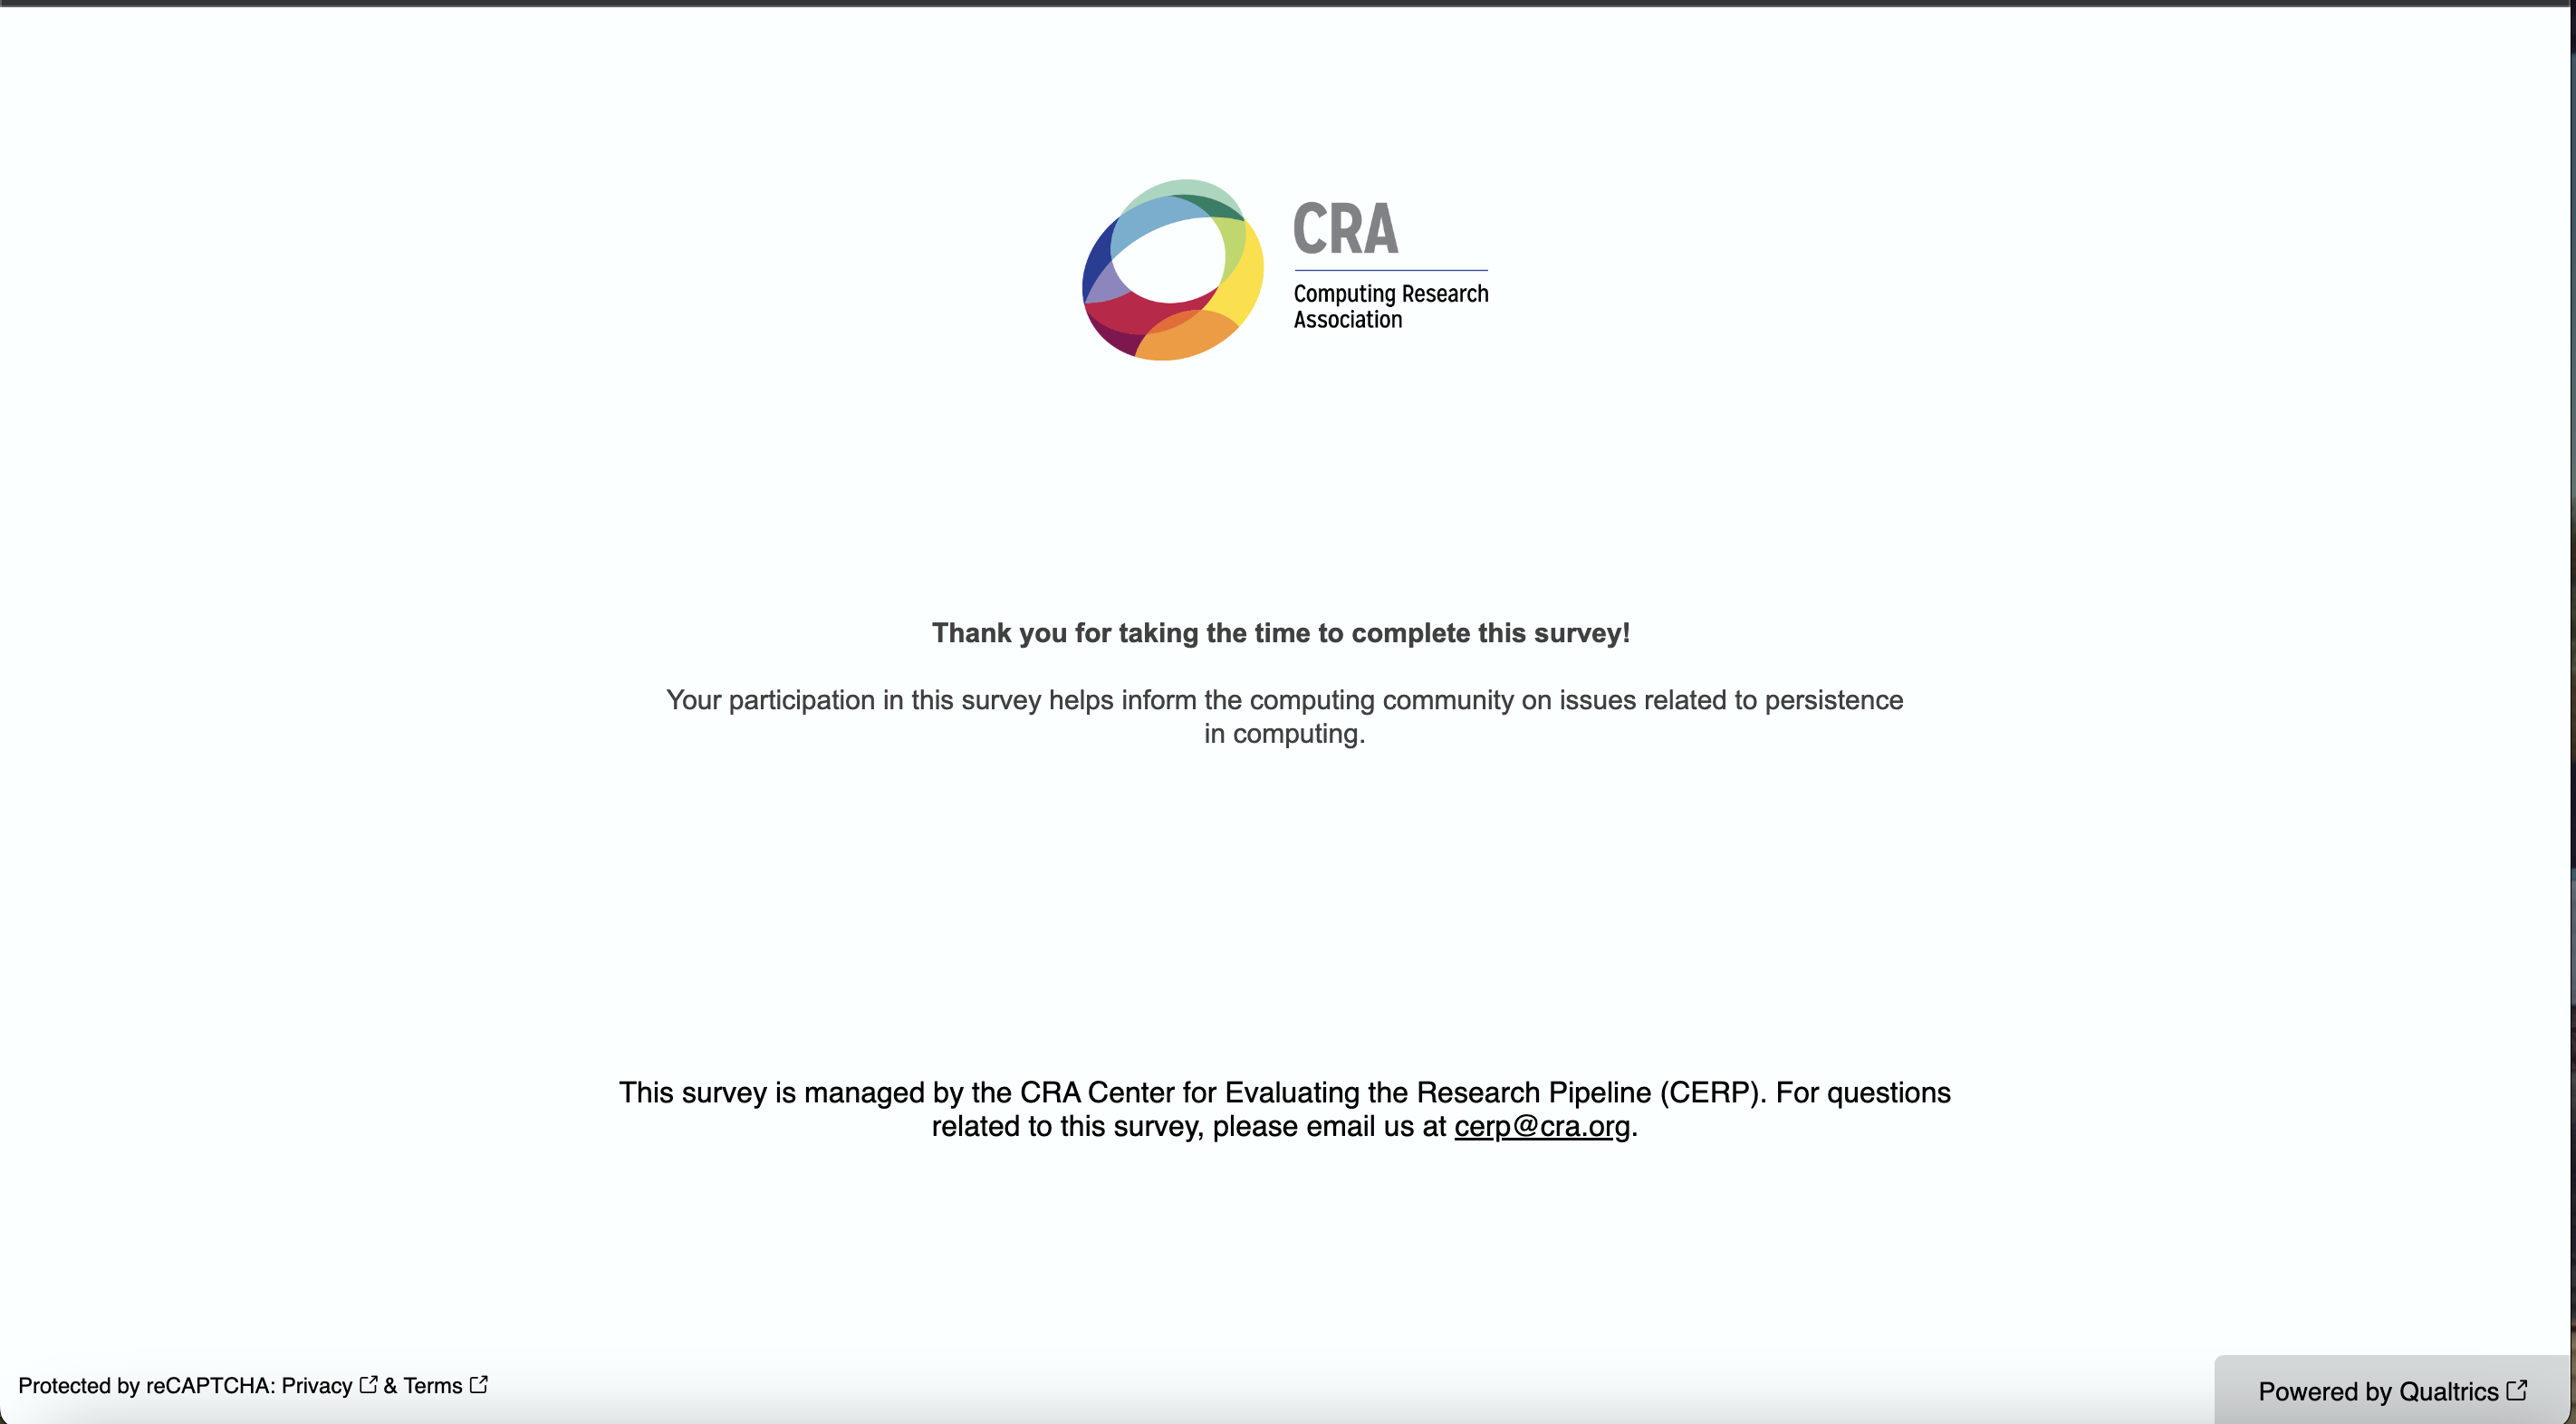 CRA
Computing Research
Association
Thank you for taking the time to complete this survey!
Your participation in this survey helps inform the computing community on issues related to persistence
in computing.
This survey is managed by the CRA Center for Evaluating the Research Pipeline (CERP). For questions
related to this survey, please email us at cerp@cra.org.
Protected by reCAPTCHA: Privacy & Terms
Powered by Qualtrics